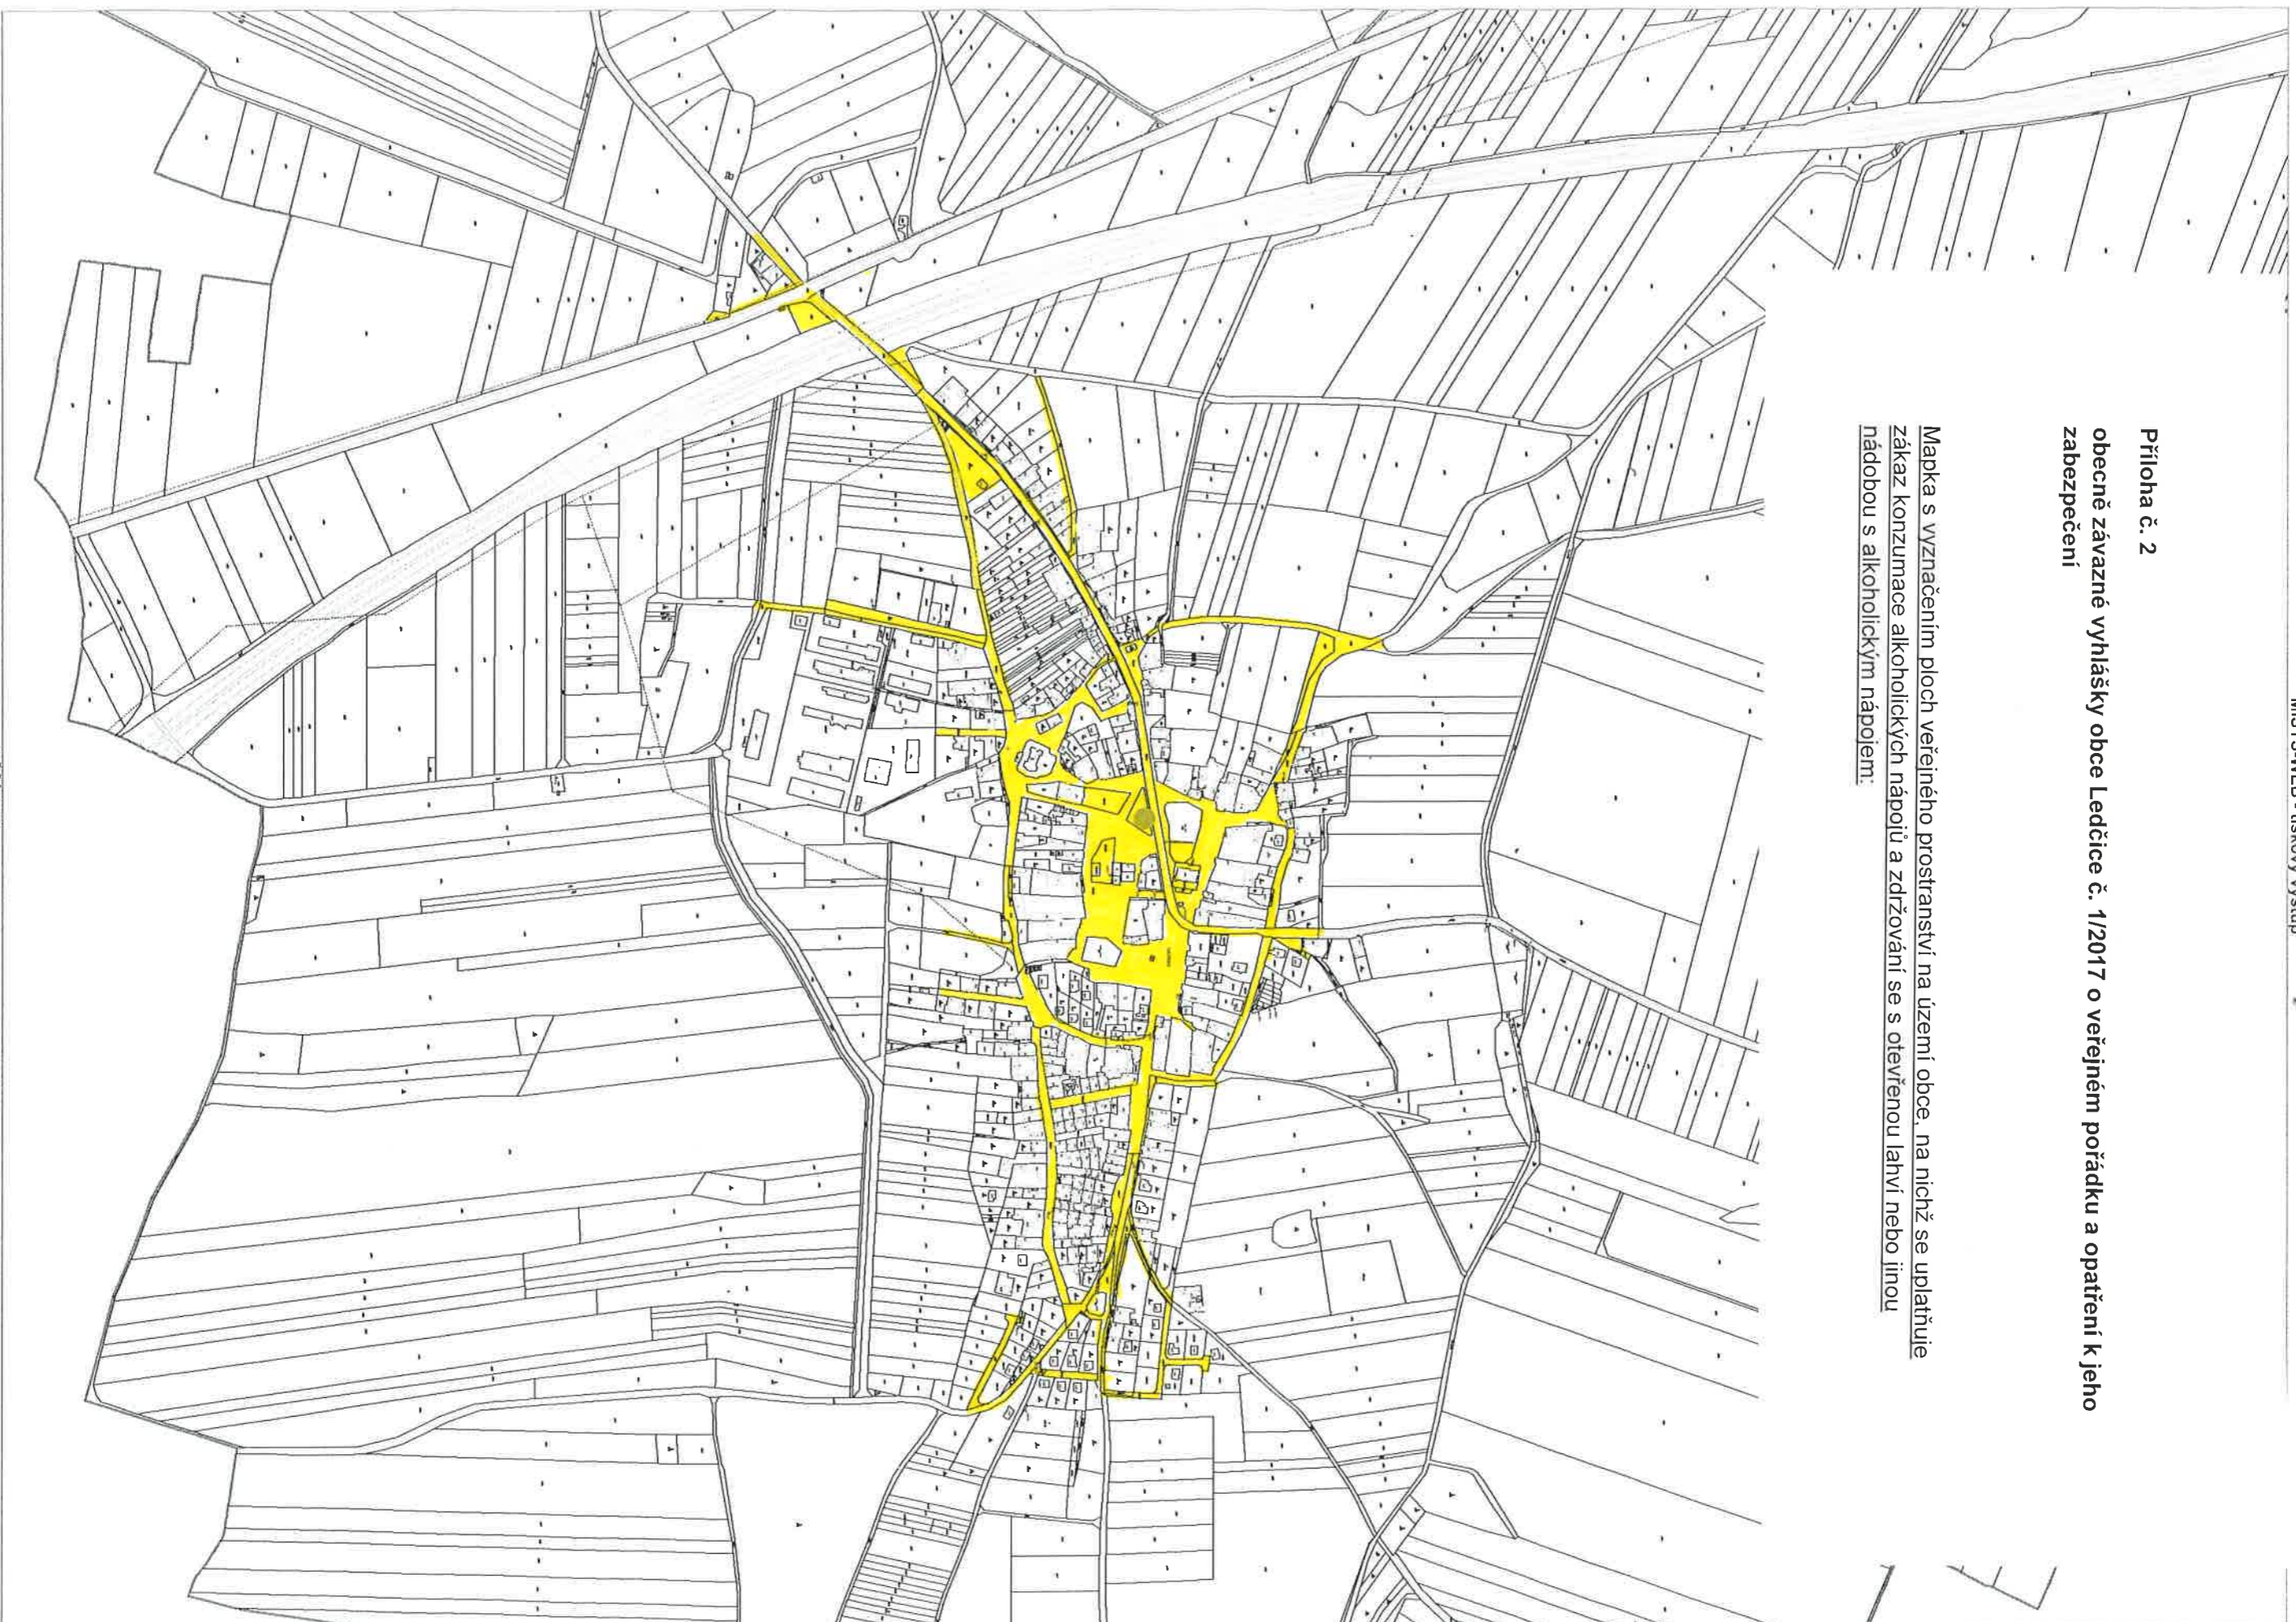 Příloha č. 2
obecně závazné vyhlášky obce Ledčice č. 1/2017 o veřejném pořádku a opatření k jeho
zabezpečení
Mapka s vyznačením ploch veřejného prostranství na území obce, na nichž se uplatňuje
zákaz konzumace alkoholických nápojů a zdržování se s otevřenou lahví nebo jinou
nádobou s alkoholickým nápojem: